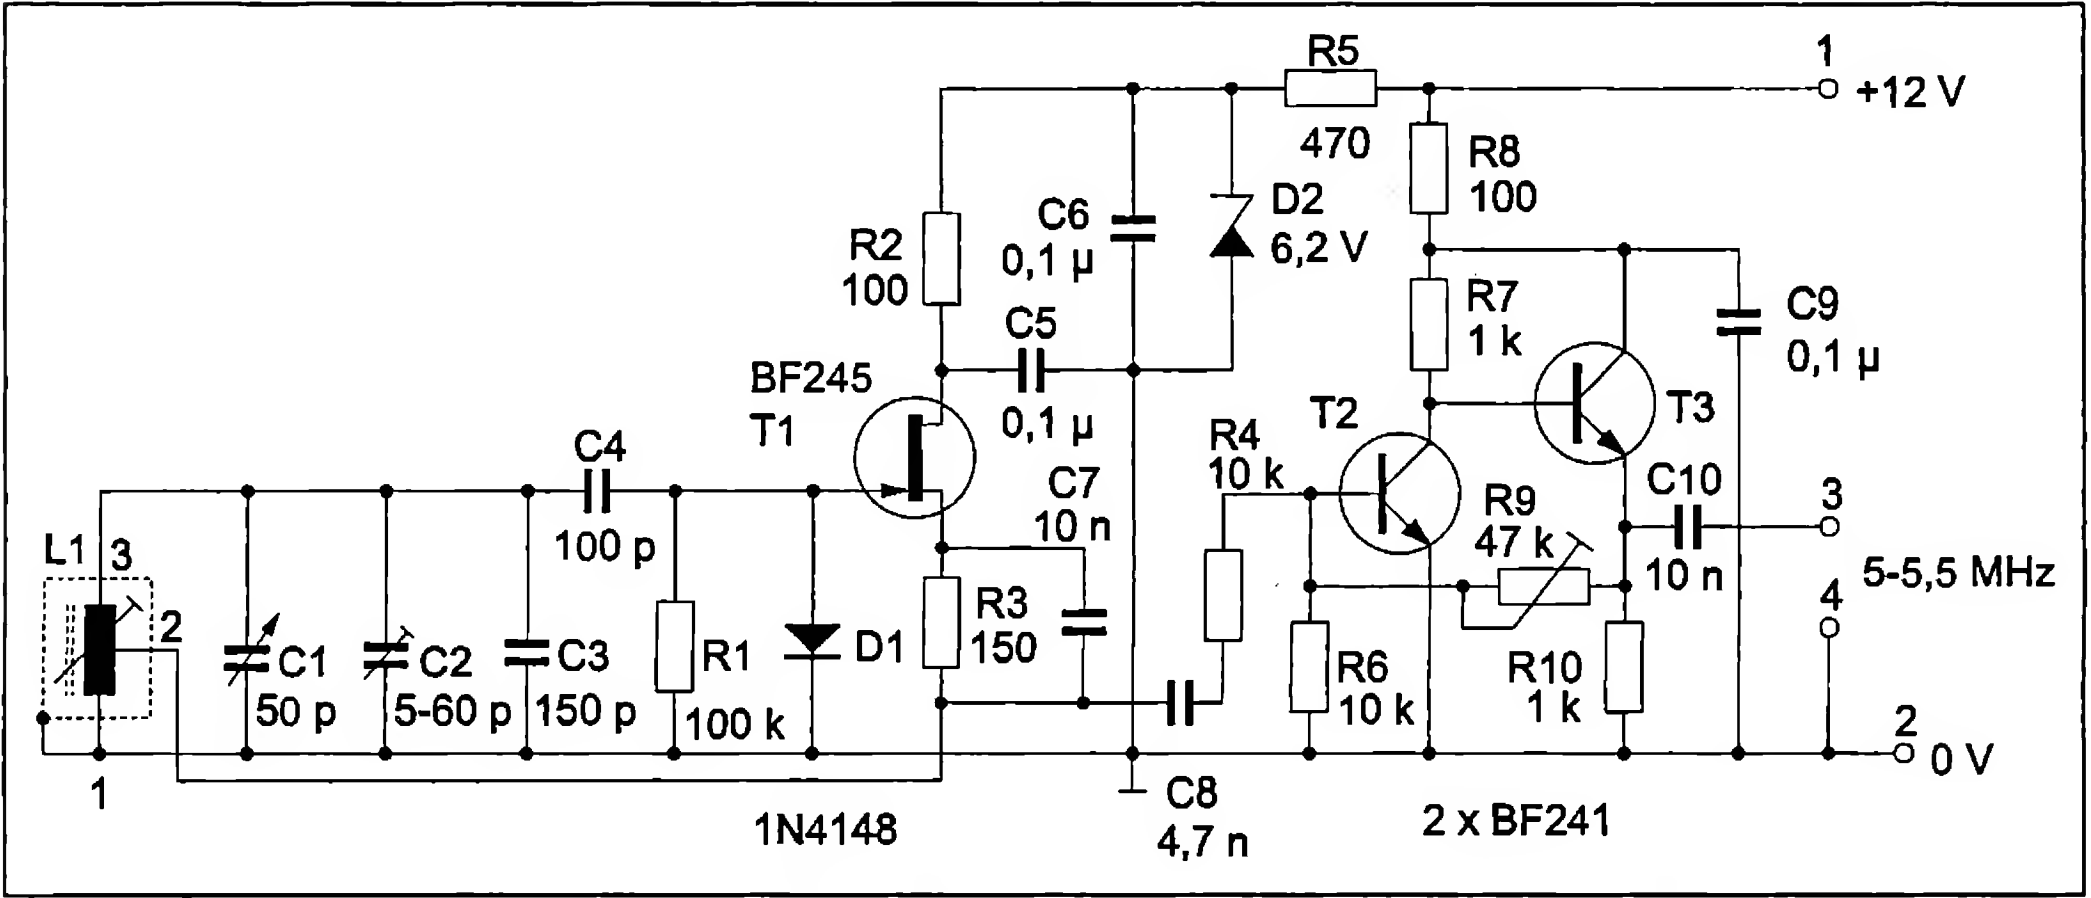 R5
470
1
+12 V
R8
100
D2
6,2 V
C6
0,1 µ
R2
100
C5
0,1 µ
R7
1 k
C9
0,1 µ
BF245
T1
T2
T3
R4
10 k
C4
100 p
C7
10 n
R9
47 k
C10
10 n
3
5-5,5 MHz
4
L1
3
2
C1
50 p
C2
5-60 p
C3
150 p
R1
100 k
D1
R3
150
R6
10 k
R10
1 k
2
0 V
1
1N4148
C8
4,7 n
2 x BF241